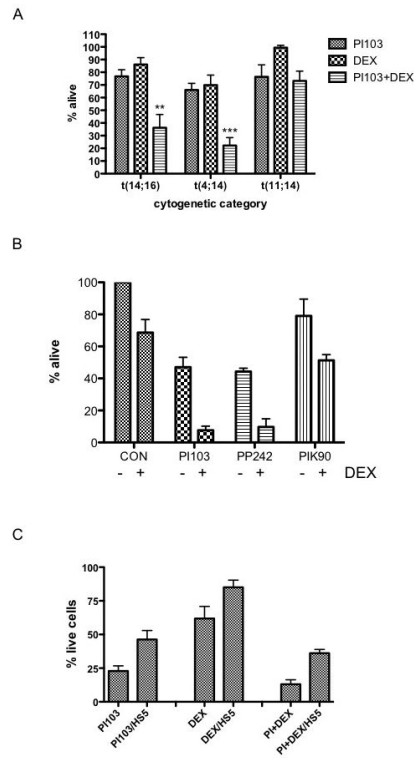 A
110
100
90
80
70
60
50
40
30
20
10
0
% alive
**
***
t(14;16) t(4;14) t(11;14)
cytogenetic category
PI103
DEX
PI103+DEX
B
100
80
60
40
20
0
% alive
CON PI103 PP242 PIK90
- + - + - + - + DEX
C
100
75
50
25
0
% live cells
PI103
PI103/HS5
DEX
DEX/HS5
PI+DEX
PI+DEX/HS5